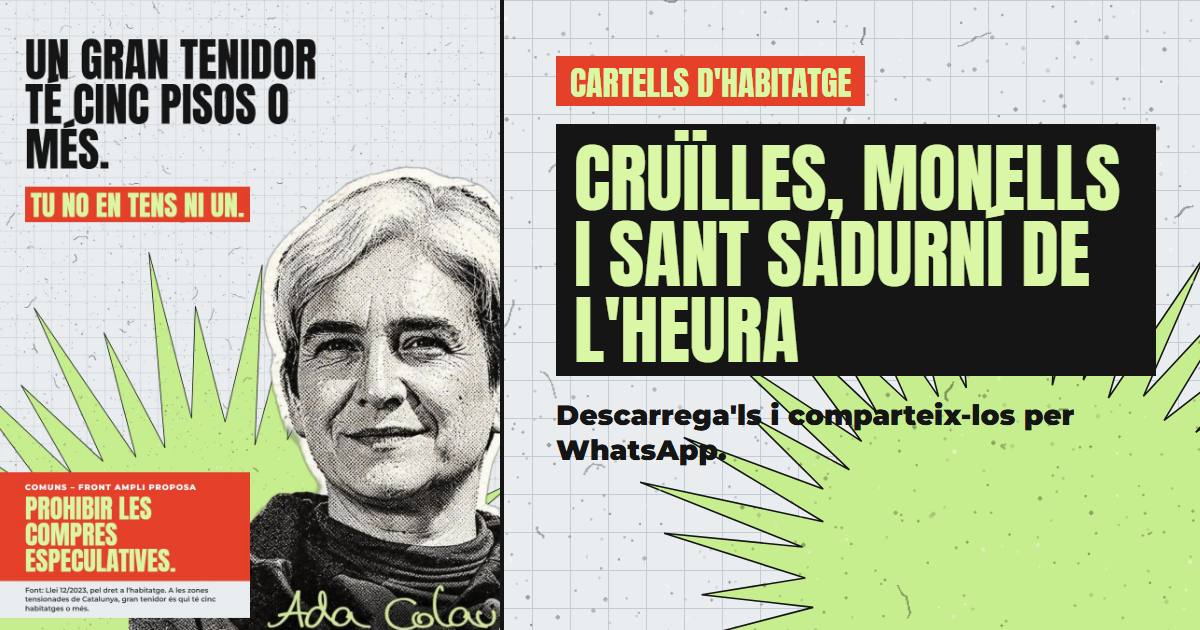 UN GRAN TENIDOR
TÉ CINC PISOS O
MÉS.
TU NO EN TENS NI UN.
COMUNS – FRONT AMPLI PROPOSA
PROHIBIR LES
COMPRES
ESPECULATIVES.
Font: Llei 12/2023, pel dret a l'habitatge. A les zones
tensionades de Catalunya, gran tenidor és qui té cinc
habitatges o més.
Ada Colau
CARTELLS D'HABITATGE
CRUÏLLES, MONELLS
I SANT SADURNÍ DE
L'HEURA
Descarrega'ls i comparteix-los per
WhatsApp.